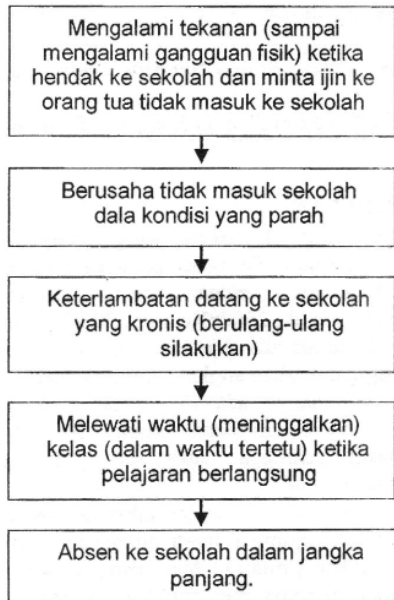 Mengalami tekanan (sampai
mengalami gangguan fisik) ketika
hendak ke sekolah dan minta ijin ke
orang tua tidak masuk ke sekolah
Berusaha tidak masuk sekolah
dala kondisi yang parah
Keterlambatan datang ke sekolah
yang kronis (berulang-ulang
silakukan)
Melewati waktu (meninggalkan)
kelas (dalam waktu tertetu) ketika
pelajaran berlangsung
Absen ke sekolah dalam jangka
panjang.